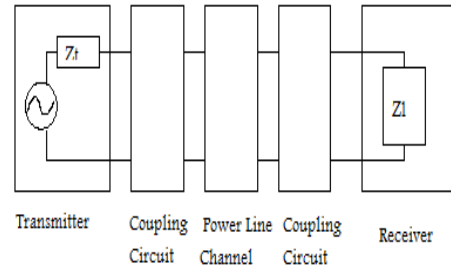 Zt
Zl
Transmitter
Coupling
Circuit
Power Line
Channel
Coupling
Circuit
Receiver